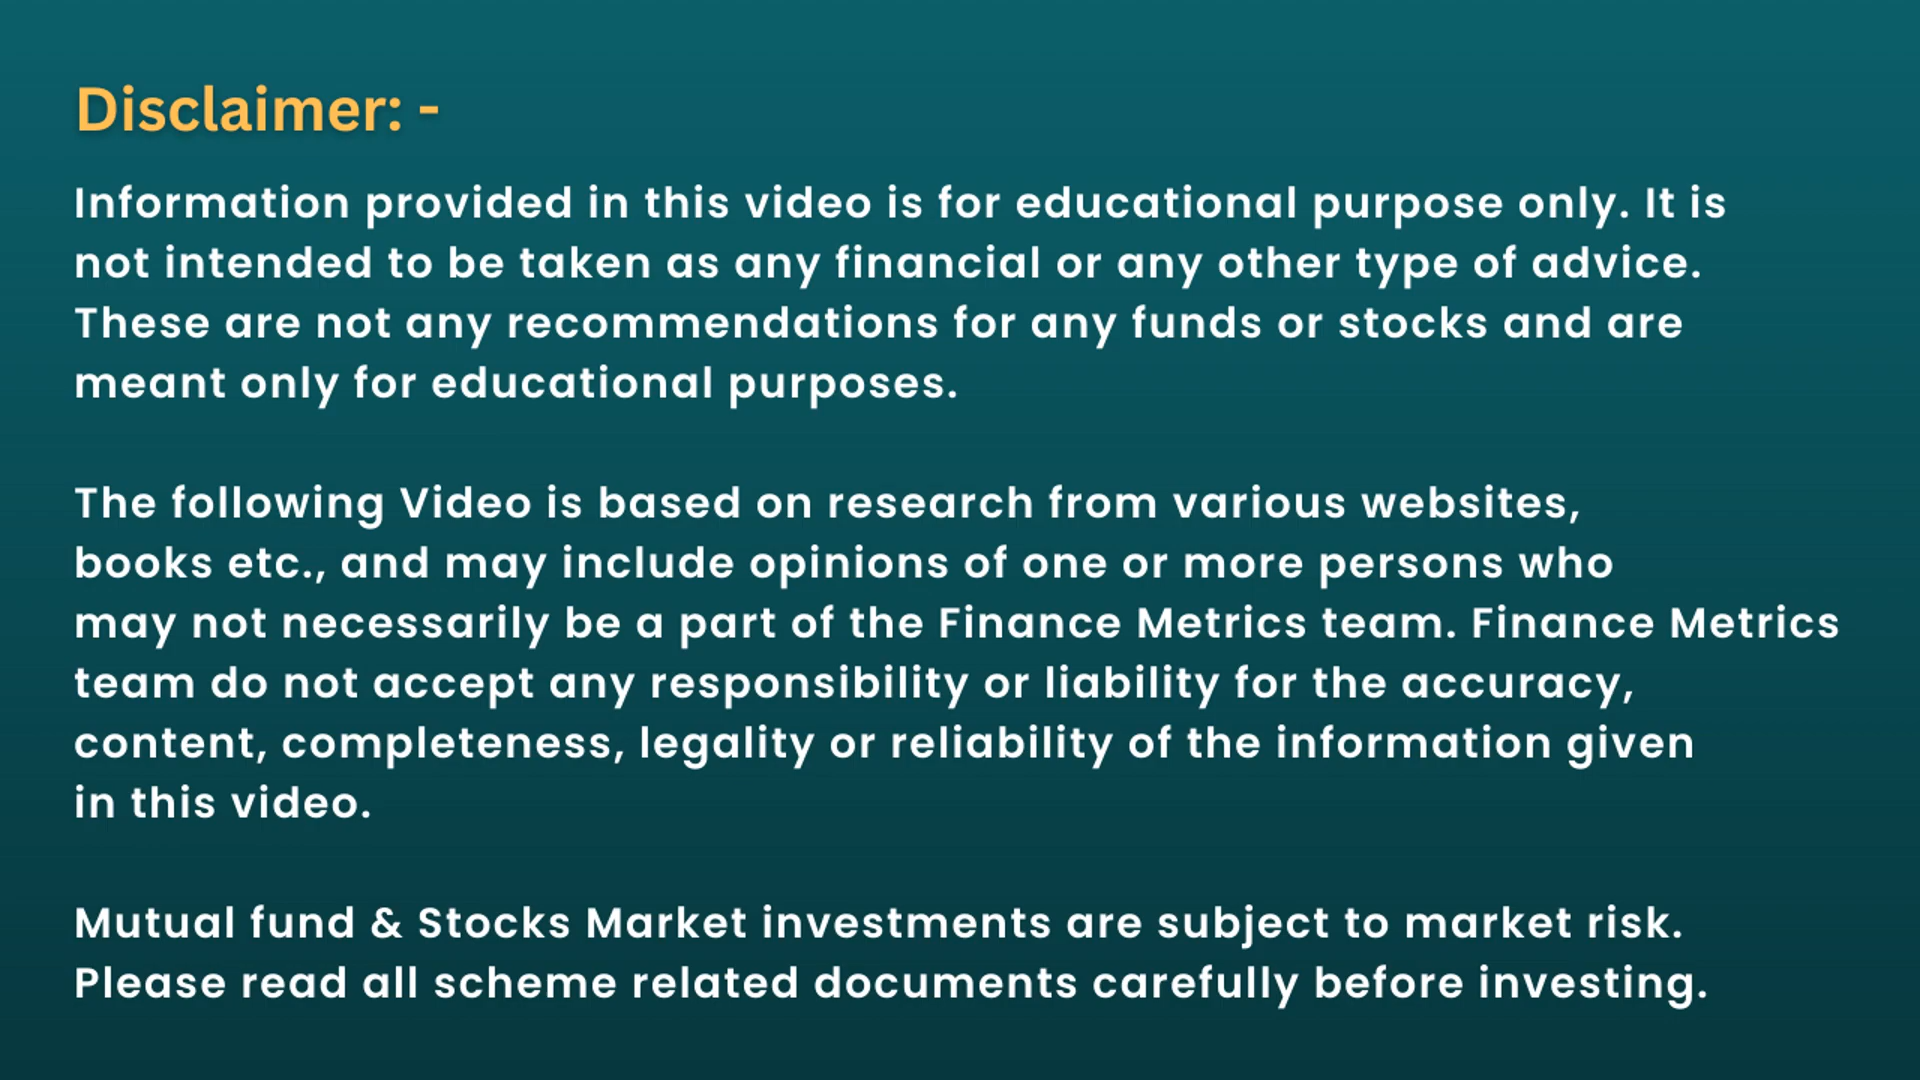 Disclaimer: -
Information provided in this video is for educational purpose only. It is
not intended to be taken as any financial or any other type of advice.
These are not any recommendations for any funds or stocks and are
meant only for educational purposes.
The following Video is based on research from various websites,
books etc., and may include opinions of one or more persons who
may not necessarily be a part of the Finance Metrics team. Finance Metrics
team do not accept any responsibility or liability for the accuracy,
content, completeness, legality or reliability of the information given
in this video.
Mutual fund & Stocks Market investments are subject to market risk.
Please read all scheme related documents carefully before investing.